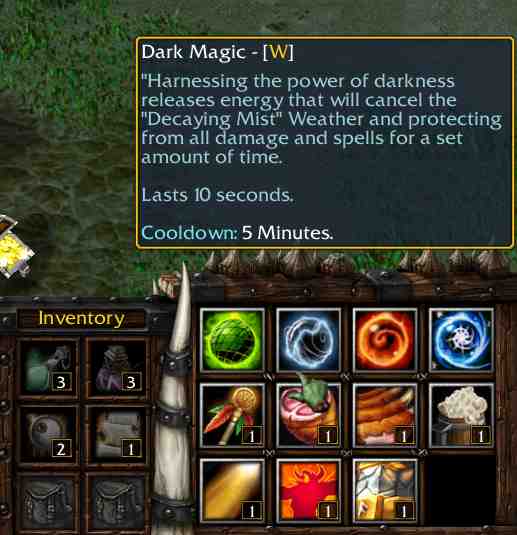 Dark Magic - [W]
"Harnessing the power of darkness
releases energy that will cancel the
"Decaying Mist" Weather and protecting
from all damage and spells for a set
amount of time.
Lasts 10 seconds.
Cooldown: 5 Minutes.
Inventory
3 3
2 1
1 1 1 1
1 1 1